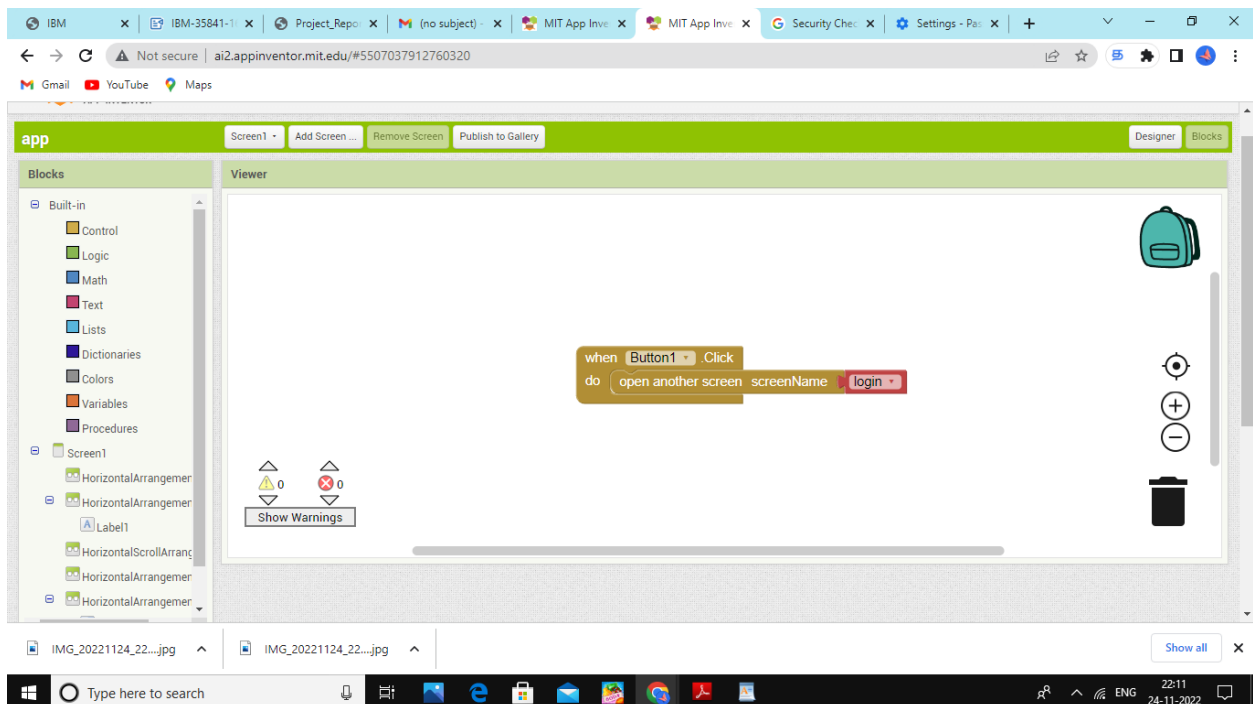 IBM
IBM-35841-1
Project_Repor
(no subject) -
MIT App Inve
MIT App Inve
Security Chec
Settings - Pas
Not secure | ai2.appinventor.mit.edu/#5507037912760320
Gmail
YouTube
Maps
app
Screen1
Add Screen ...
Remove Screen
Publish to Gallery
Designer
Blocks
Blocks
Viewer
Built-in
Control
Logic
Math
Text
Lists
Dictionaries
Colors
Variables
Procedures
Screen1
HorizontalArrangemer
HorizontalArrangemer
Label1
HorizontalScrollArrang
HorizontalArrangemer
HorizontalArrangemer
when Button1 .Click
do open another screen screenName login
0 0
Show Warnings
IMG_20221124_22....jpg
IMG_20221124_22....jpg
Show all
Type here to search
ENG
22:11
24-11-2022